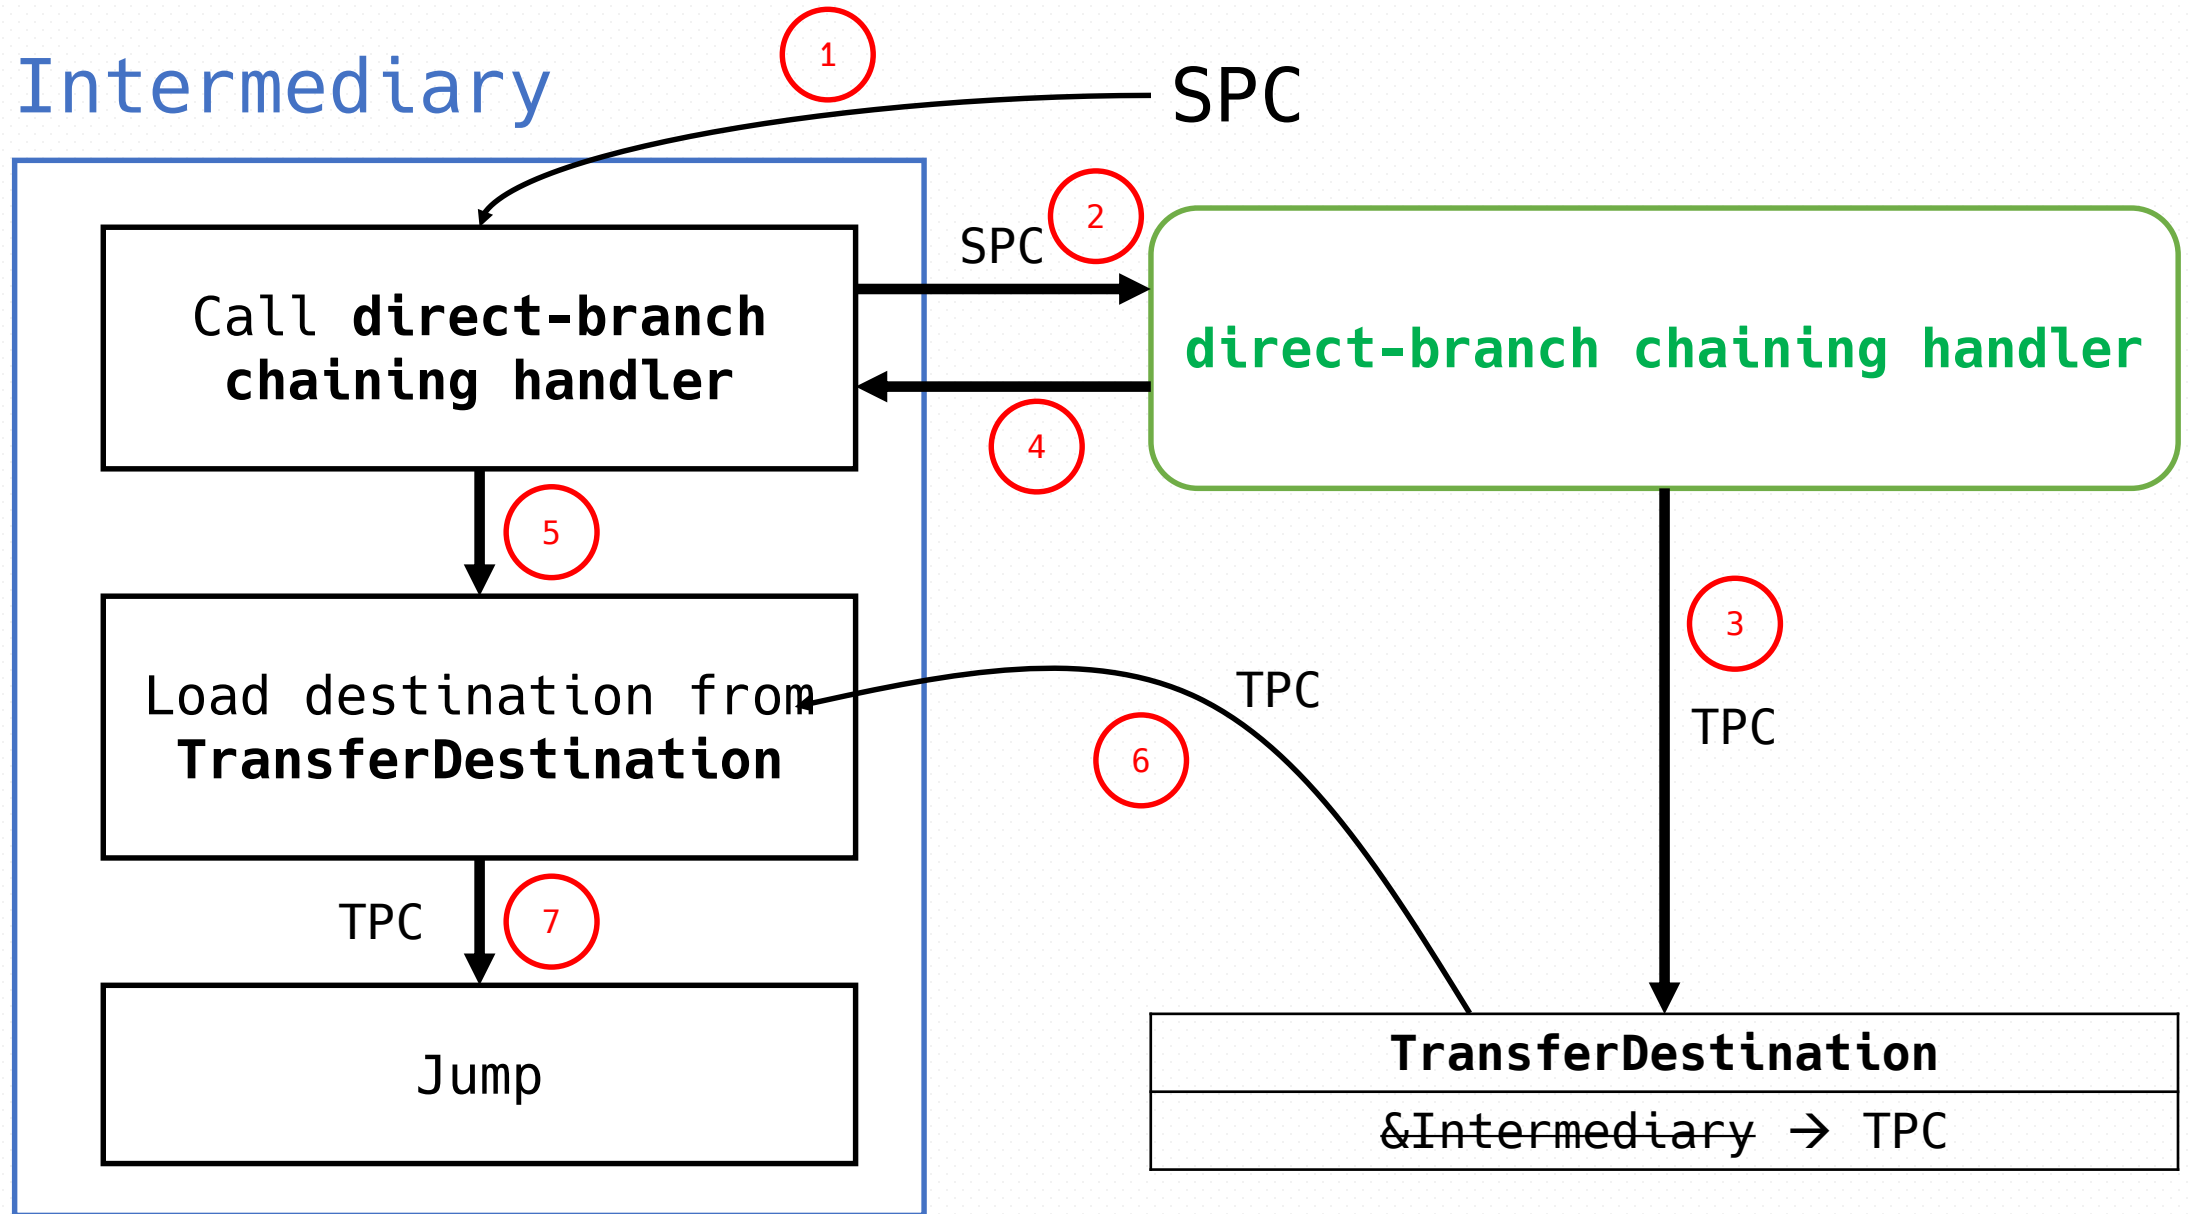 1
Intermediary
SPC
2
SPC
Call direct-branch
chaining handler
direct-branch chaining handler
4
5
3
Load destination from
TransferDestination
TPC
6
TPC
TPC
7
Jump
TransferDestination
&Intermediary → TPC